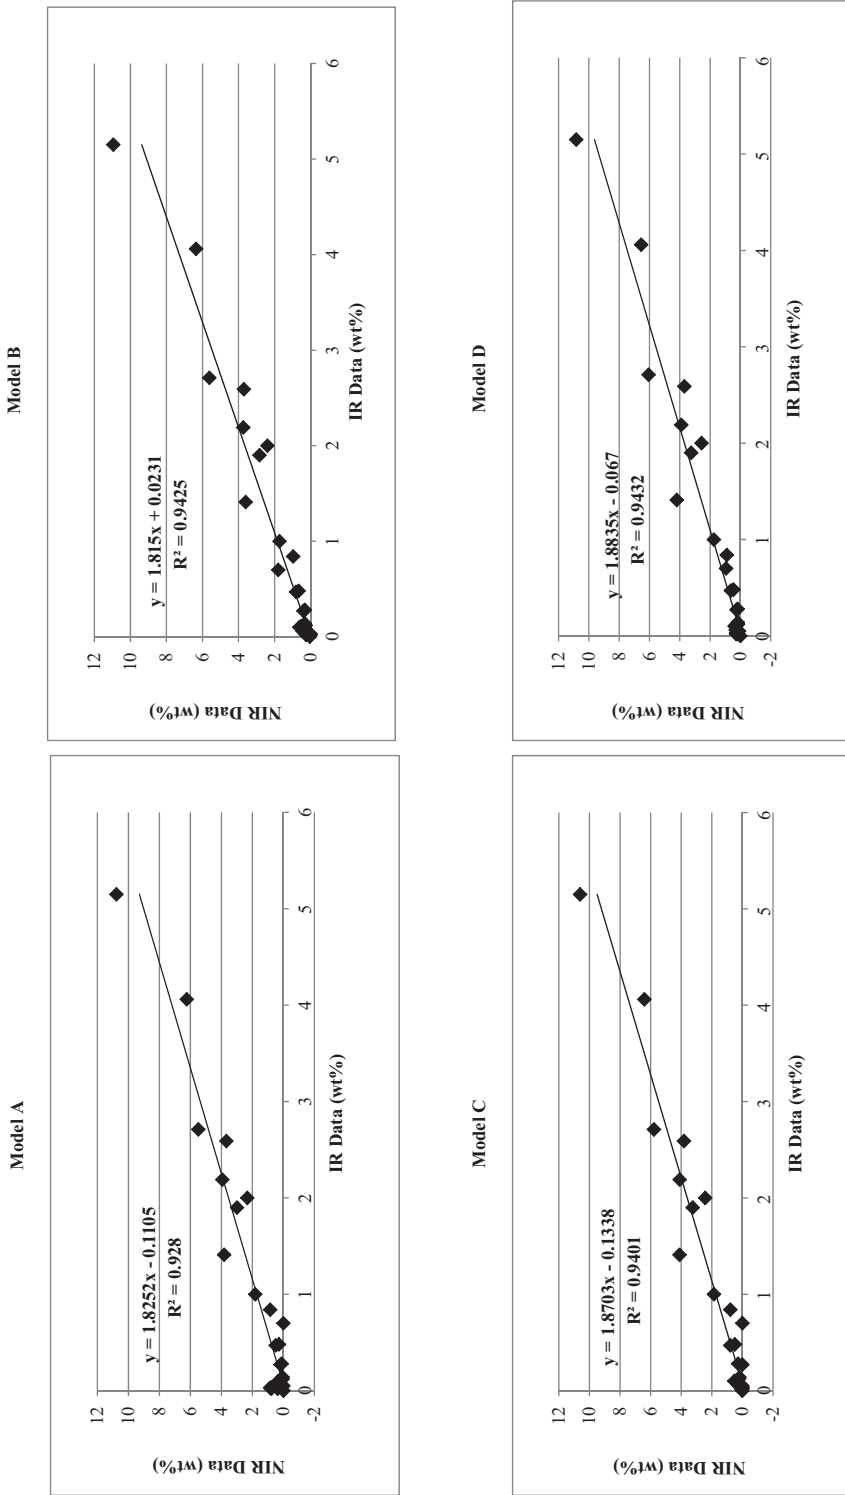 Model A
y = 1.8252x - 0.1105
R² = 0.928
NIR Data (wt%)
12
10
8
6
4
2
0
-2
0
1
2
3
4
5
6
IR Data (wt%)
Model B
y = 1.815x + 0.0231
R² = 0.9425
NIR Data (wt%)
12
10
8
6
4
2
0
0
1
2
3
4
5
6
IR Data (wt%)
Model C
y = 1.8703x - 0.1338
R² = 0.9401
NIR Data (wt%)
12
10
8
6
4
2
0
-2
0
1
2
3
4
5
6
IR Data (wt%)
Model D
y = 1.8835x - 0.067
R² = 0.9432
NIR Data (wt%)
12
10
8
6
4
2
0
-2
0
1
2
3
4
5
6
IR Data (wt%)